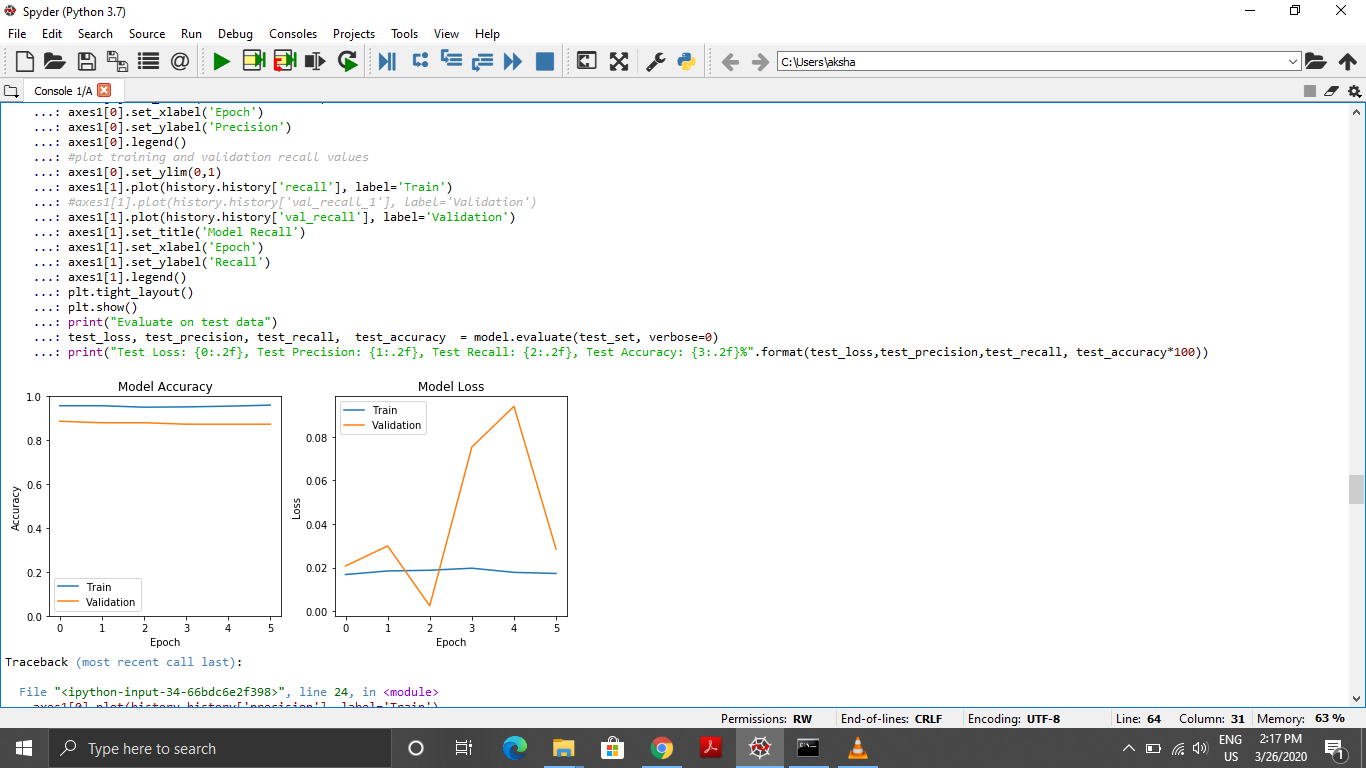 Spyder (Python 3.7)
File Edit Search Source Run Debug Consoles Projects Tools View Help
C:\Users\aksha
Console 1/A
...: axes1[0].set_xlabel('Epoch')
...: axes1[0].set_ylabel('Precision')
...: axes1[0].legend()
...: #plot training and validation recall values
...: axes1[0].set_ylim(0,1)
...: axes1[1].plot(history.history['recall'], label='Train')
...: #axes1[1].plot(history.history['val_recall_1'], label='Validation')
...: axes1[1].plot(history.history['val_recall'], label='Validation')
...: axes1[1].set_title('Model Recall')
...: axes1[1].set_xlabel('Epoch')
...: axes1[1].set_ylabel('Recall')
...: axes1[1].legend()
...: plt.tight_layout()
...: plt.show()
...: print("Evaluate on test data")
...: test_loss, test_precision, test_recall,  test_accuracy  = model.evaluate(test_set, verbose=0)
...: print("Test Loss: {0:.2f}, Test Precision: {1:.2f}, Test Recall: {2:.2f}, Test Accuracy: {3:.2f}%".format(test_loss,test_precision,test_recall, test_accuracy*100))
Model Accuracy
1.0
0.8
0.6
0.4
0.2
0.0
Accuracy
Train
Validation
0 1 2 3 4 5
Epoch
Model Loss
Train
Validation
0.08
0.06
0.04
0.02
0.00
Loss
0 1 2 3 4 5
Epoch
Traceback (most recent call last):
File "<ipython-input-34-66bdc6e2f398>", line 24, in <module>
axes1[0].plot(history.history['precision'], label='Train')
Permissions: RW End-of-lines: CRLF Encoding: UTF-8 Line: 64 Column: 31 Memory: 63 %
Type here to search
ENG
US
2:17 PM
3/26/2020
1